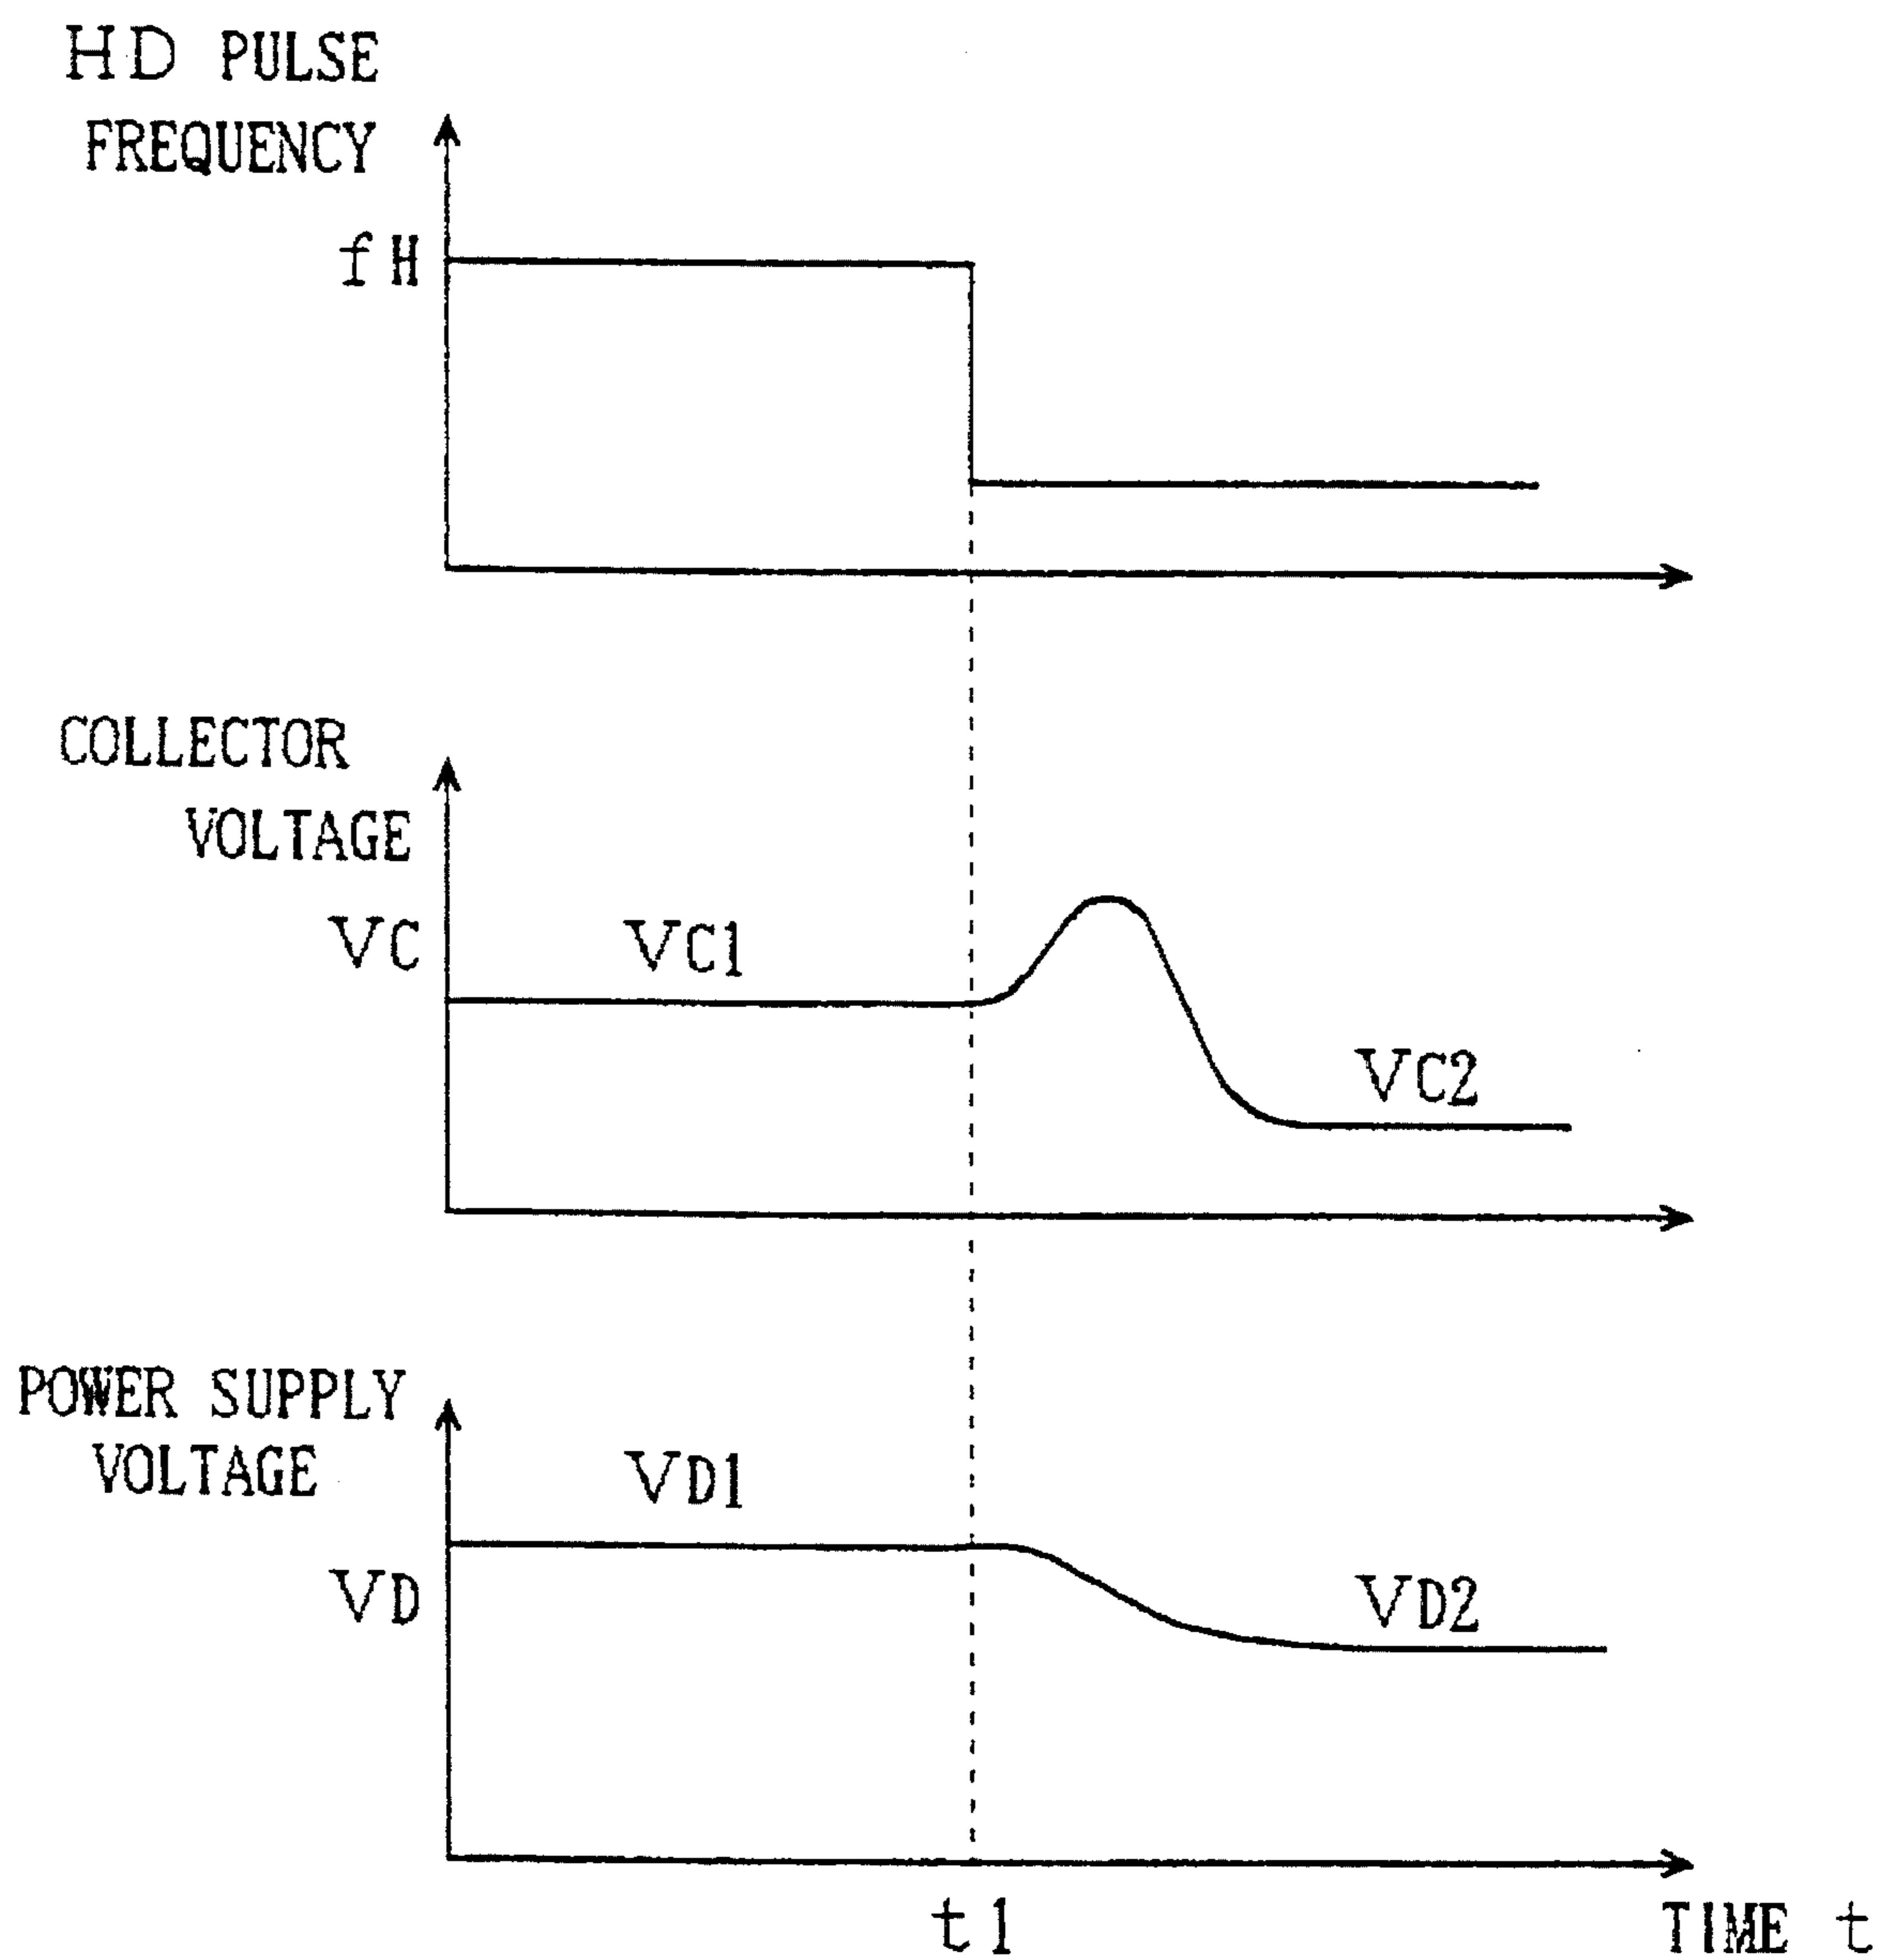 HD PULSE
FREQUENCY
fH
COLLECTOR
VOLTAGE
VC
VC1
VC2
POWER SUPPLY
VOLTAGE
VD
VD1
VD2
t1
TIME t